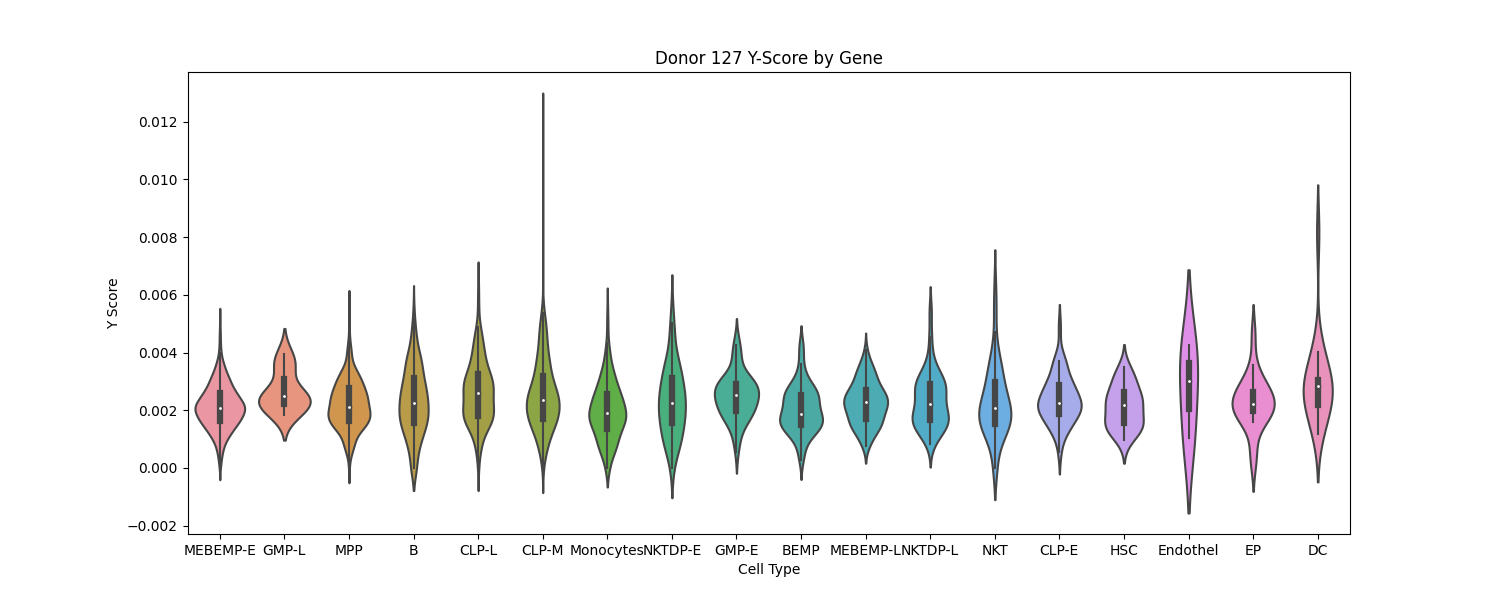 Donor 127 Y-Score by Gene
0.012
0.010
0.008
0.006
0.004
0.002
0.000
−0.002
Y Score
MEBEMP-E GMP-L MPP B CLP-L CLP-M Monocytes NKTDP-E GMP-E BEMP MEBEMP-L NKTDP-L NKT CLP-E HSC Endothel EP DC
Cell Type